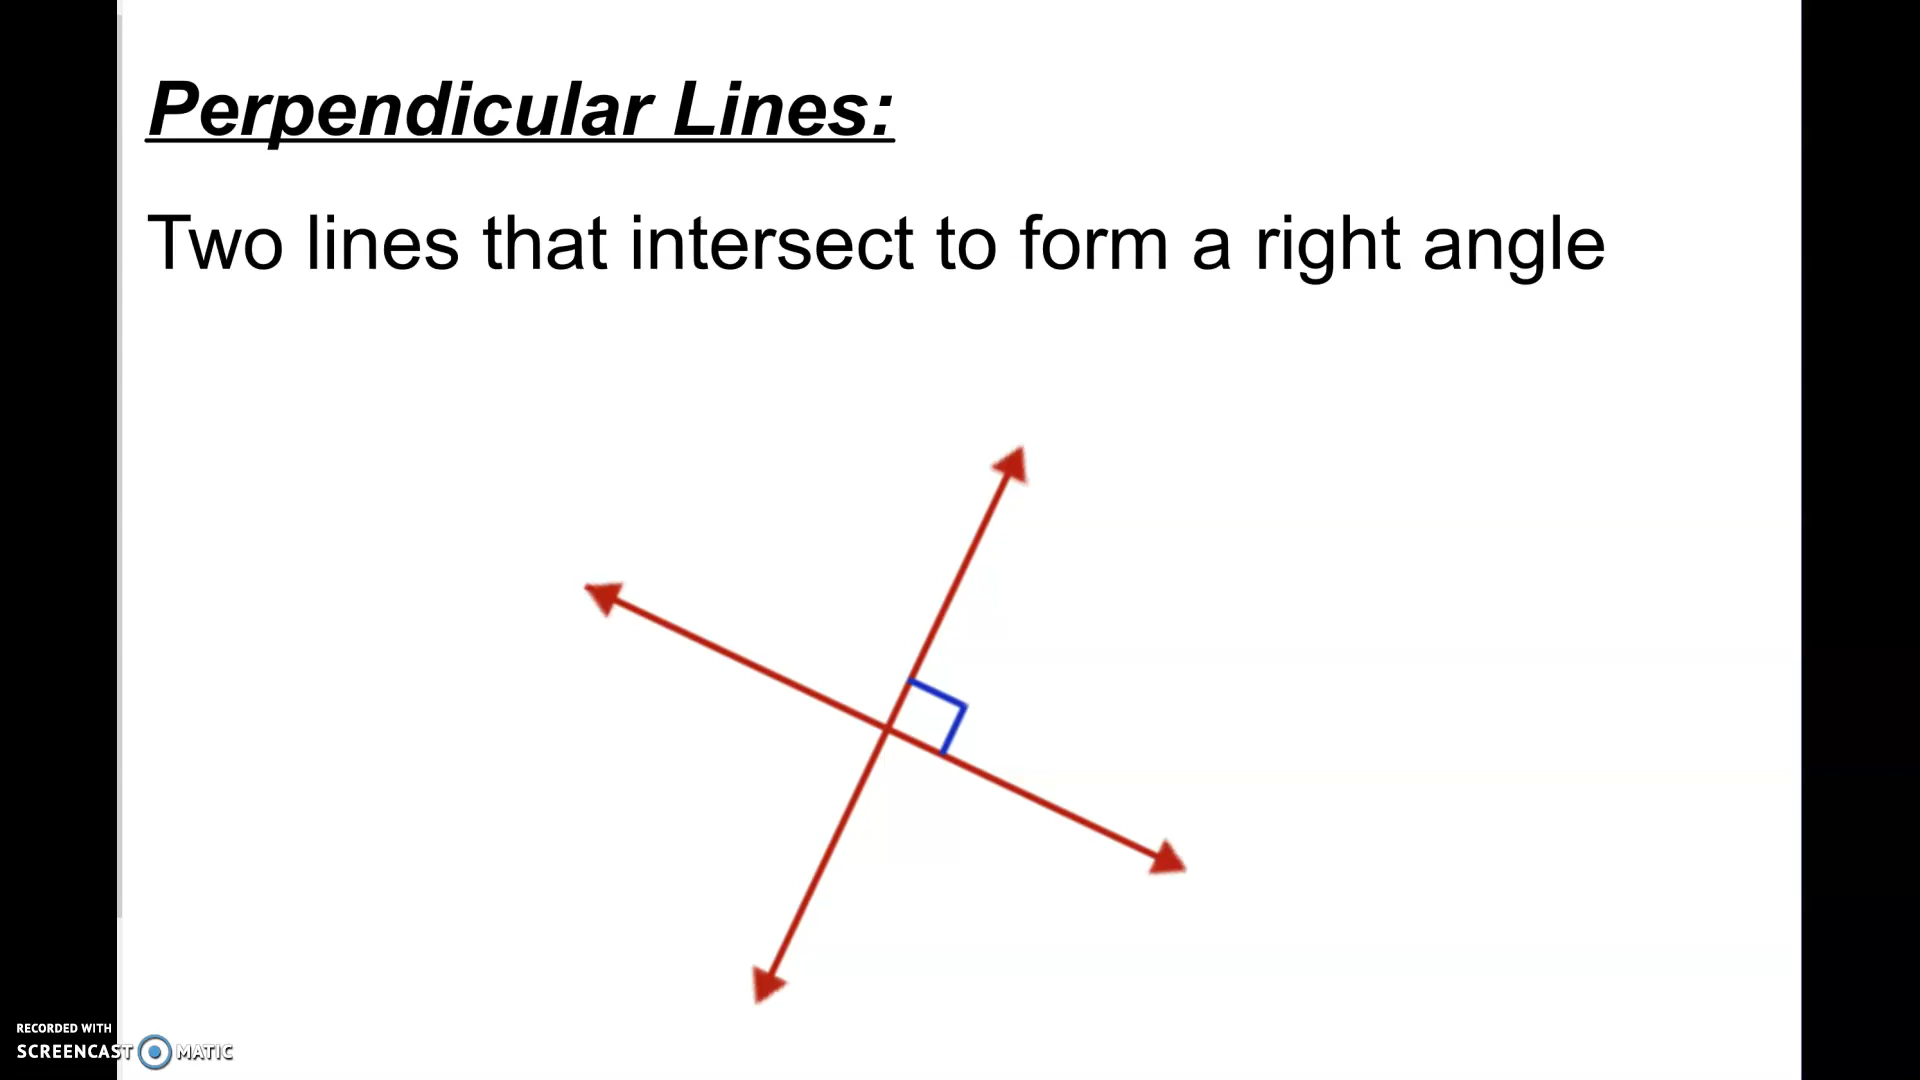 Perpendicular Lines:
Two lines that intersect to form a right angle
RECORDED WITH
SCREENCAST MATIC